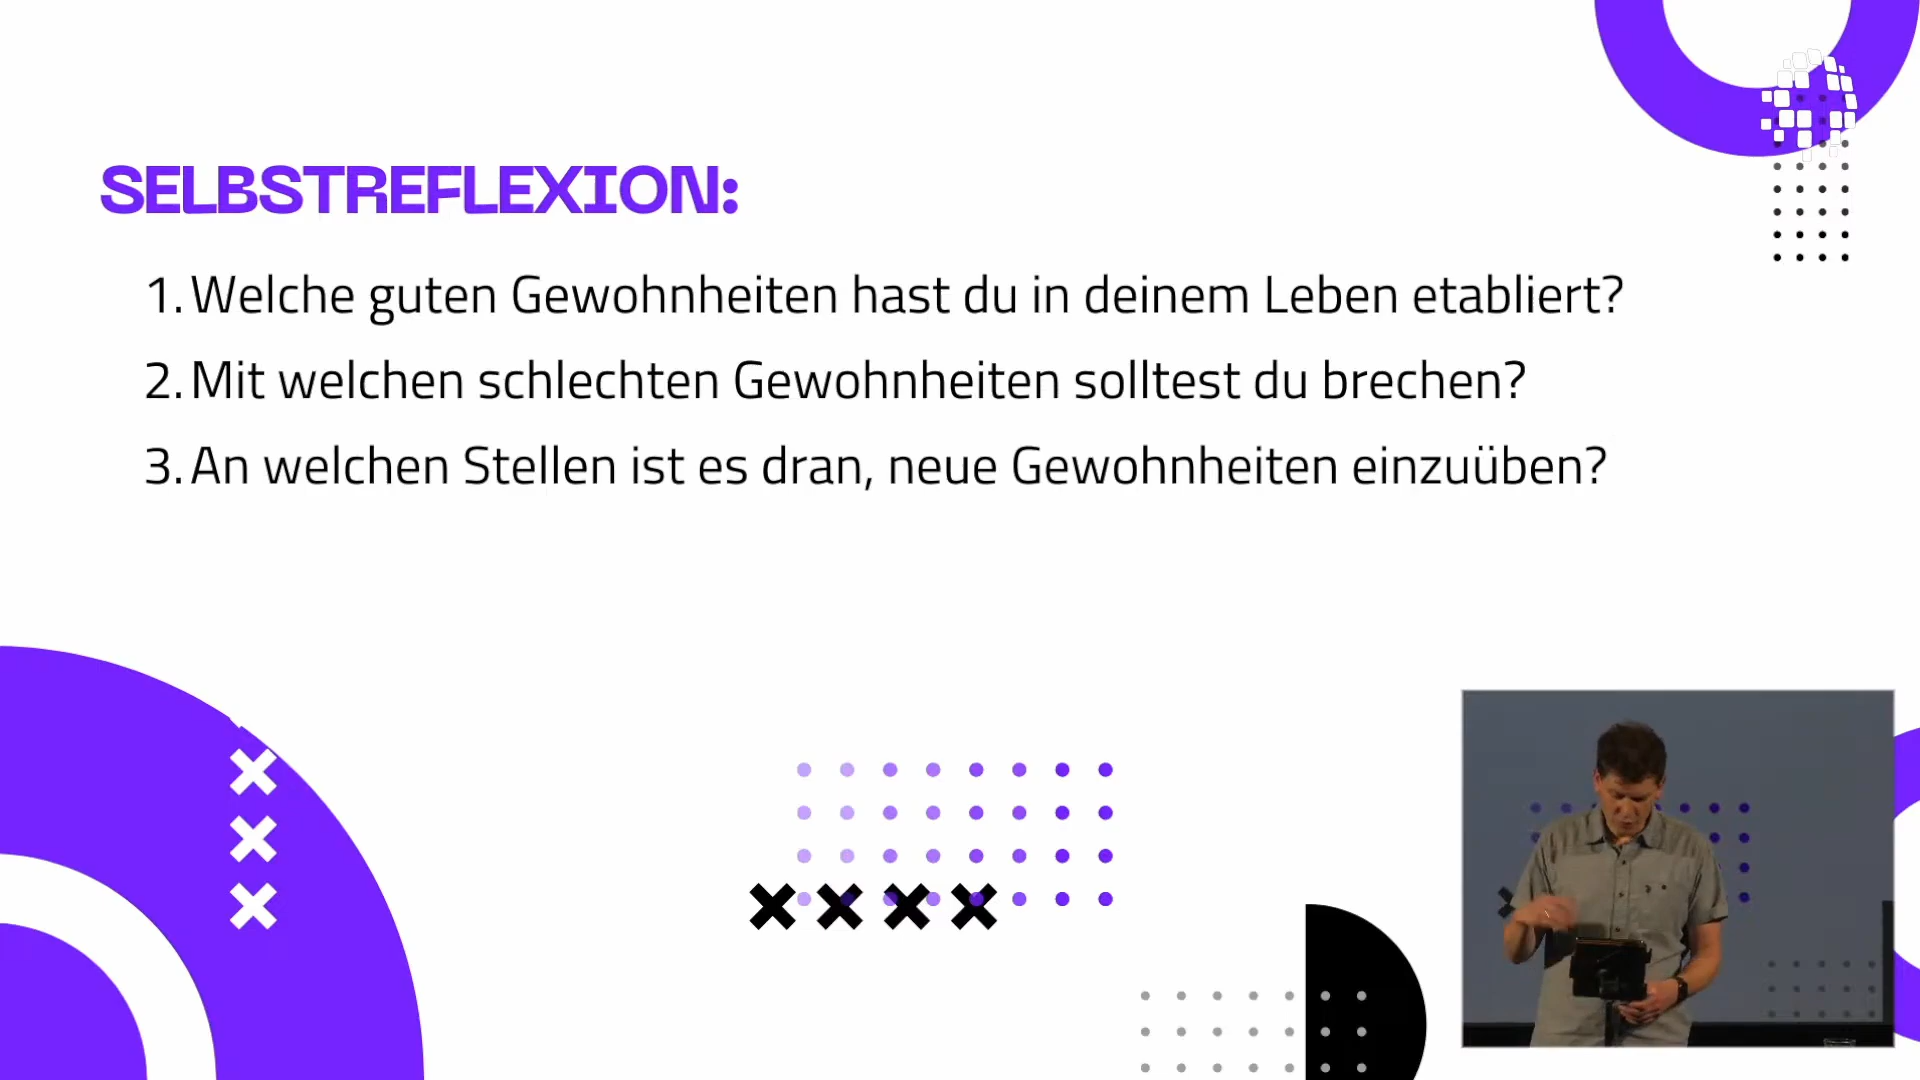 SELBSTREFLEXION:
1. Welche guten Gewohnheiten hast du in deinem Leben etabliert?
2. Mit welchen schlechten Gewohnheiten solltest du brechen?
3. An welchen Stellen ist es dran, neue Gewohnheiten einzuüben?